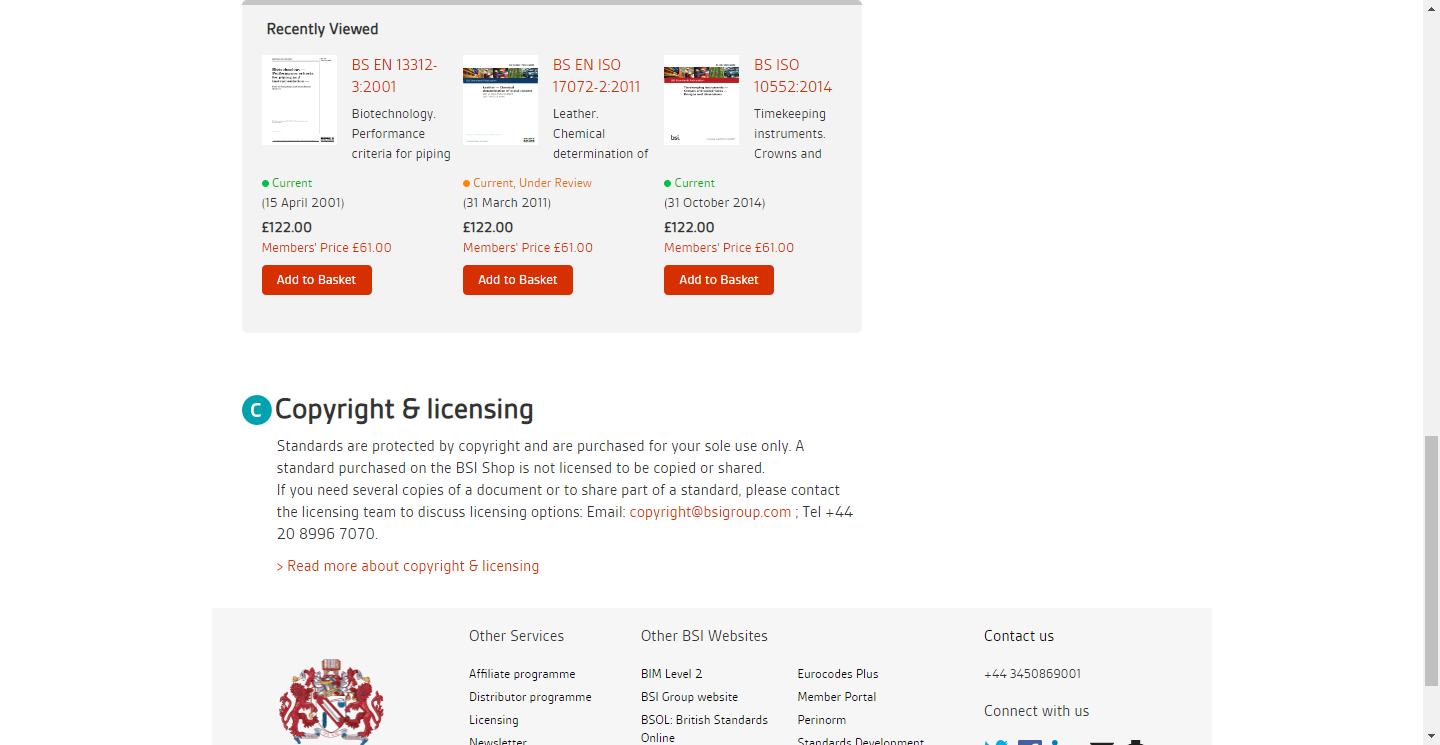 Recently Viewed
BS EN 13312-
3:2001
Biotechnology.
Performance
criteria for piping
Current
(15 April 2001)
£122.00
Members' Price £61.00
Add to Basket
BS EN ISO
17072-2:2011
Leather.
Chemical
determination of
Current, Under Review
(31 March 2011)
£122.00
Members' Price £61.00
Add to Basket
BS ISO
10552:2014
Timekeeping
instruments.
Crowns and
bsi.
Current
(31 October 2014)
£122.00
Members' Price £61.00
Add to Basket
C Copyright & licensing
Standards are protected by copyright and are purchased for your sole use only. A
standard purchased on the BSI Shop is not licensed to be copied or shared.
If you need several copies of a document or to share part of a standard, please contact
the licensing team to discuss licensing options: Email: copyright@bsigroup.com ; Tel +44
20 8996 7070.
> Read more about copyright & licensing
Other Services
Affiliate programme
Distributor programme
Licensing
Newsletter
Other BSI Websites
BIM Level 2
BSI Group website
BSOL: British Standards
Online
Eurocodes Plus
Member Portal
Perinorm
Standards Development
Contact us
+44 3450869001
Connect with us